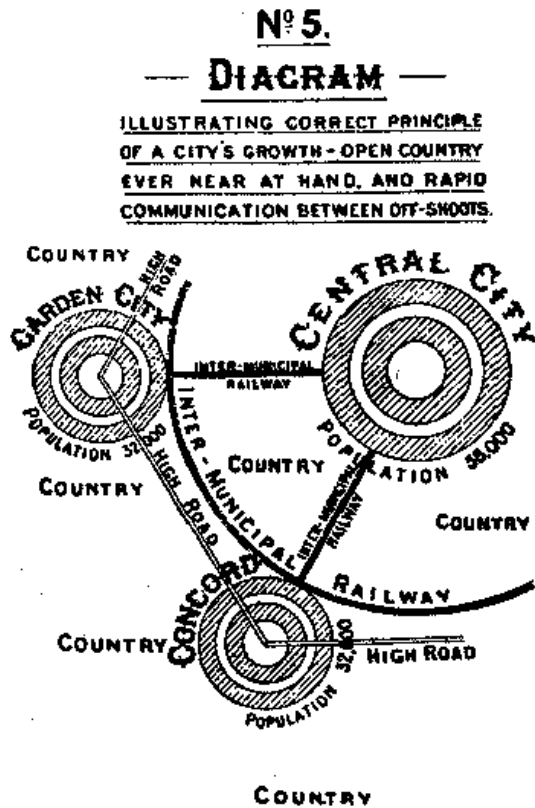 Nº 5.
— DIAGRAM —
ILLUSTRATING CORRECT PRINCIPLE
OF A CITY'S GROWTH - OPEN COUNTRY
EVER NEAR AT HAND, AND RAPID
COMMUNICATION BETWEEN OFF-SHOOTS.
COUNTRY
HIGH
ROAD
GARDEN CITY
POPULATION 32,000
CENTRAL CITY
POPULATION 58,000
INTER-MUNICIPAL
RAILWAY
COUNTRY
COUNTRY
COUNTRY
HIGH ROAD
INTER-MUNICIPAL RAILWAY
INTER-MUNICIPAL
RAILWAY
CONCORD
POPULATION
32,000
COUNTRY
HIGH ROAD
COUNTRY